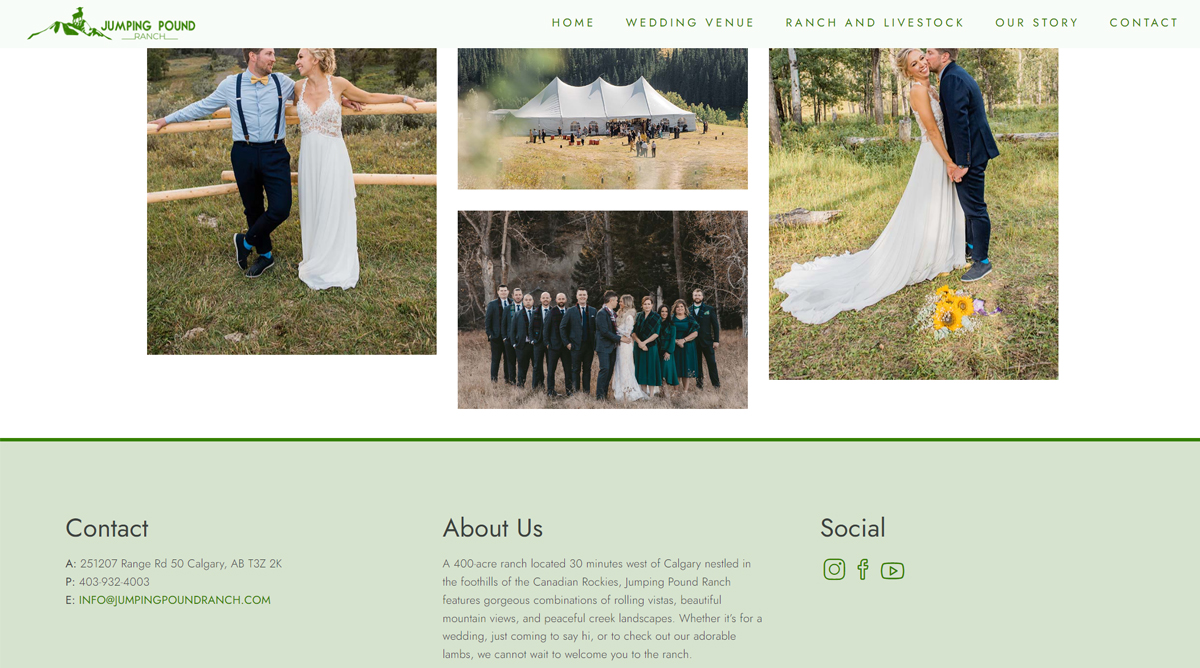 JUMPING POUND
RANCH
HOME WEDDING VENUE RANCH AND LIVESTOCK OUR STORY CONTACT
Contact
A: 251207 Range Rd 50 Calgary, AB T3Z 2K
P: 403-932-4003
E: INFO@JUMPINGPOUNDRANCH.COM
About Us
A 400-acre ranch located 30 minutes west of Calgary nestled in
the foothills of the Canadian Rockies, Jumping Pound Ranch
features gorgeous combinations of rolling vistas, beautiful
mountain views, and peaceful creek landscapes. Whether it's for a
wedding, just coming to say hi, or to check out our adorable
lambs, we cannot wait to welcome you to the ranch.
Social